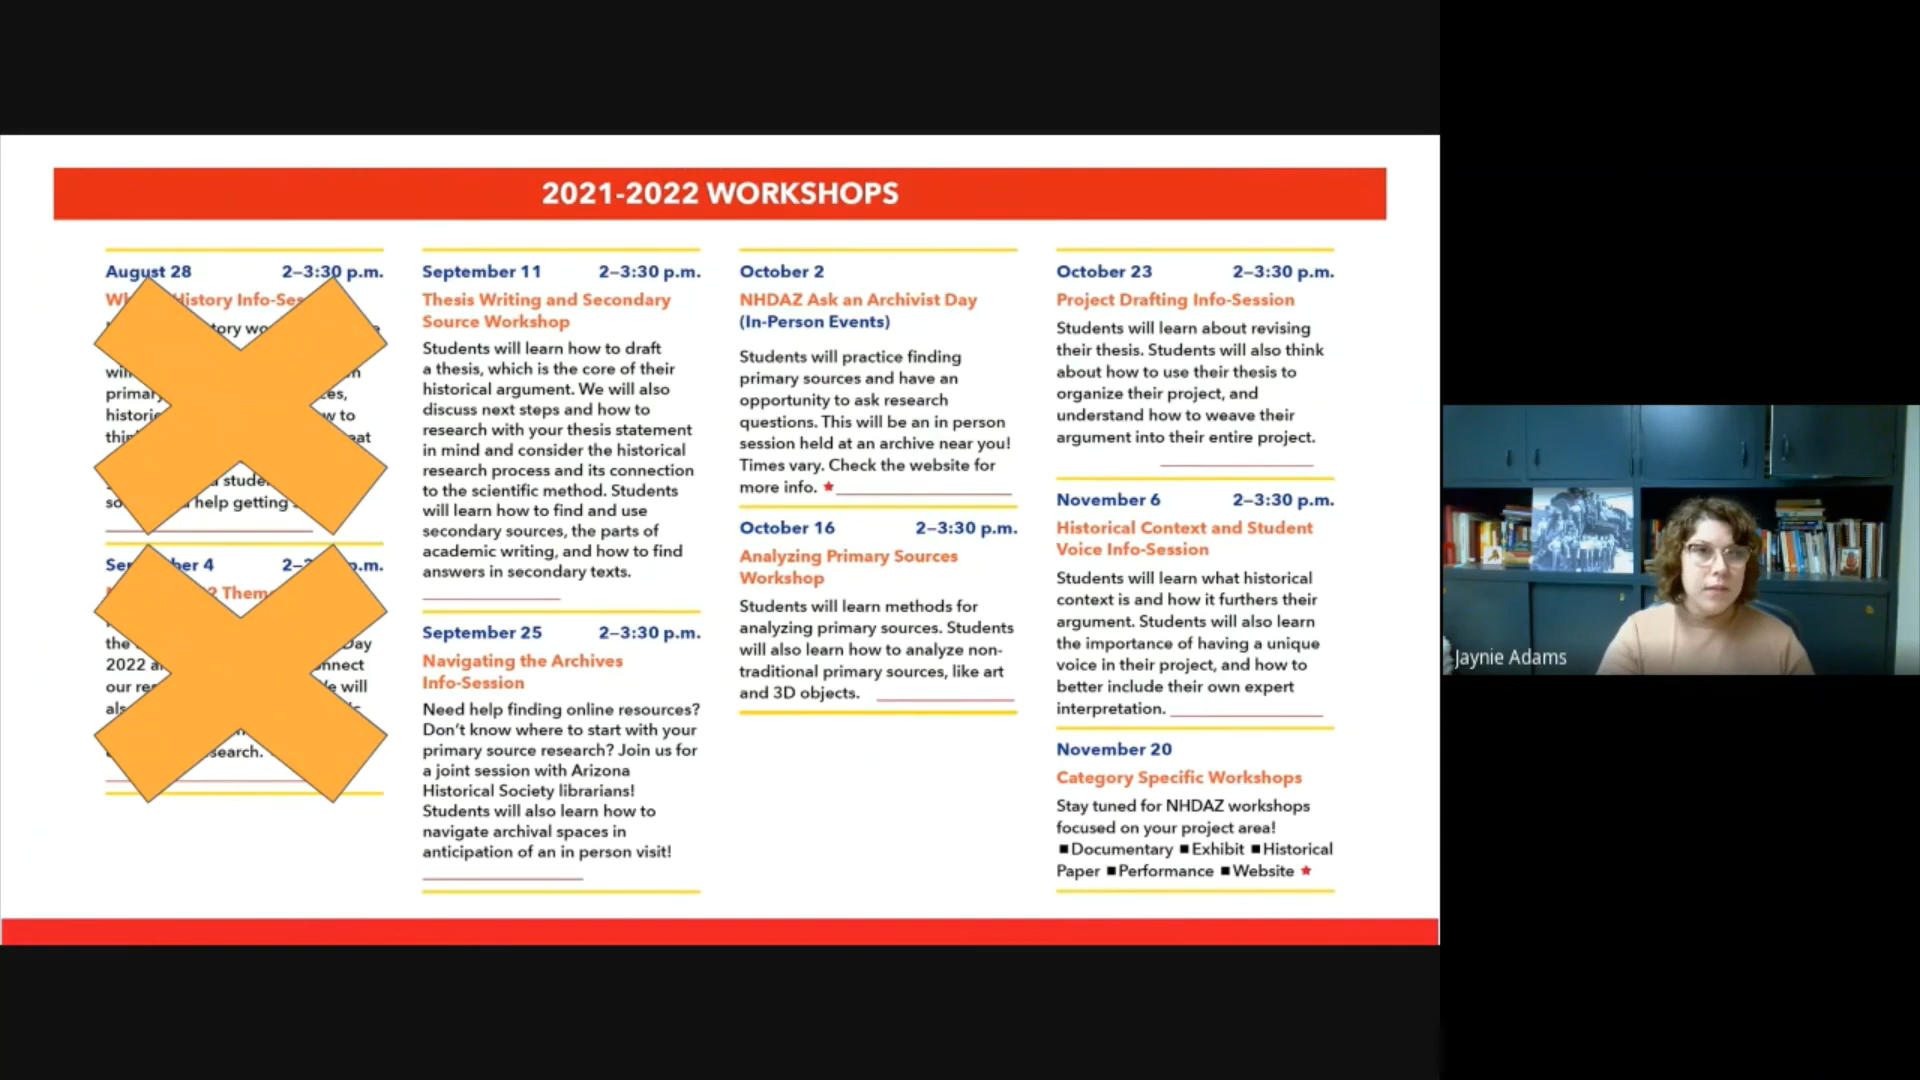 2021-2022 WORKSHOPS
August 28 2–3:30 p.m.
History Info-
tory
primary
help getting
4 p.m.
the
2022
our
search.
September 11 2–3:30 p.m.
Thesis Writing and Secondary
Source Workshop
Students will learn how to draft
a thesis, which is the core of their
historical argument. We will also
discuss next steps and how to
research with your thesis statement
in mind and consider the historical
research process and its connection
to the scientific method. Students
will learn how to find and use
secondary sources, the parts of
academic writing, and how to find
answers in secondary texts.
September 25 2–3:30 p.m.
Navigating the Archives
Info-Session
Need help finding online resources?
Don't know where to start with your
primary source research? Join us for
a joint session with Arizona
Historical Society librarians!
Students will also learn how to
navigate archival spaces in
anticipation of an in person visit!
October 2
NHDAZ Ask an Archivist Day
(In-Person Events)
Students will practice finding
primary sources and have an
opportunity to ask research
questions. This will be an in person
session held at an archive near you!
Times vary. Check the website for
more info. ★
October 16 2–3:30 p.m.
Analyzing Primary Sources
Workshop
Students will learn methods for
analyzing primary sources. Students
will also learn how to analyze non-
traditional primary sources, like art
and 3D objects.
October 23 2–3:30 p.m.
Project Drafting Info-Session
Students will learn about revising
their thesis. Students will also think
about how to use their thesis to
organize their project, and
understand how to weave their
argument into their entire project.
November 6 2–3:30 p.m.
Historical Context and Student
Voice Info-Session
Students will learn what historical
context is and how it furthers their
argument. Students will also learn
the importance of having a unique
voice in their project, and how to
better include their own expert
interpretation.
November 20
Category Specific Workshops
Stay tuned for NHDAZ workshops
focused on your project area!
■Documentary ■Exhibit ■Historical
Paper ■Performance ■Website ★
Jaynie Adams